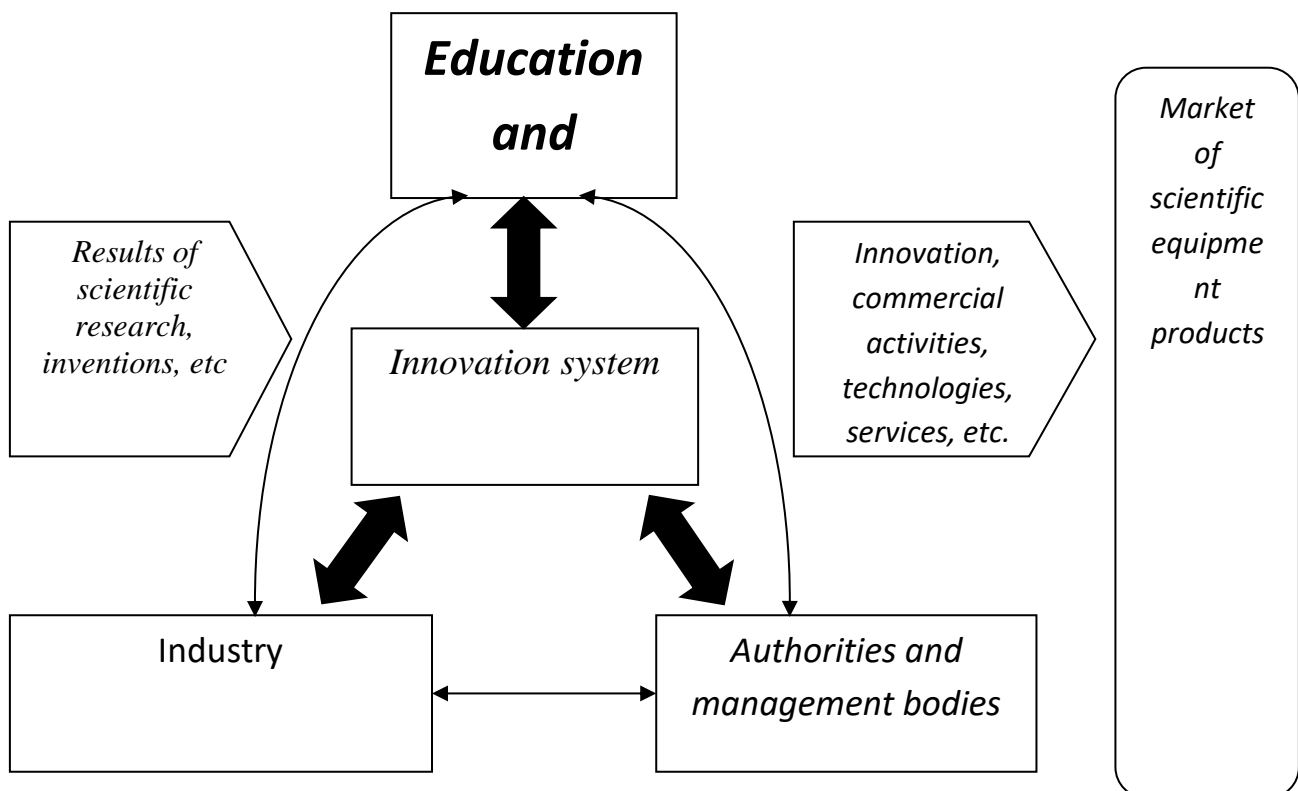 Education
and
Results of
scientific
research,
inventions, etc
Innovation system
Innovation,
commercial
activities,
technologies,
services, etc.
Market
of
scientific
equipme
nt
products
Industry
Authorities and
management bodies